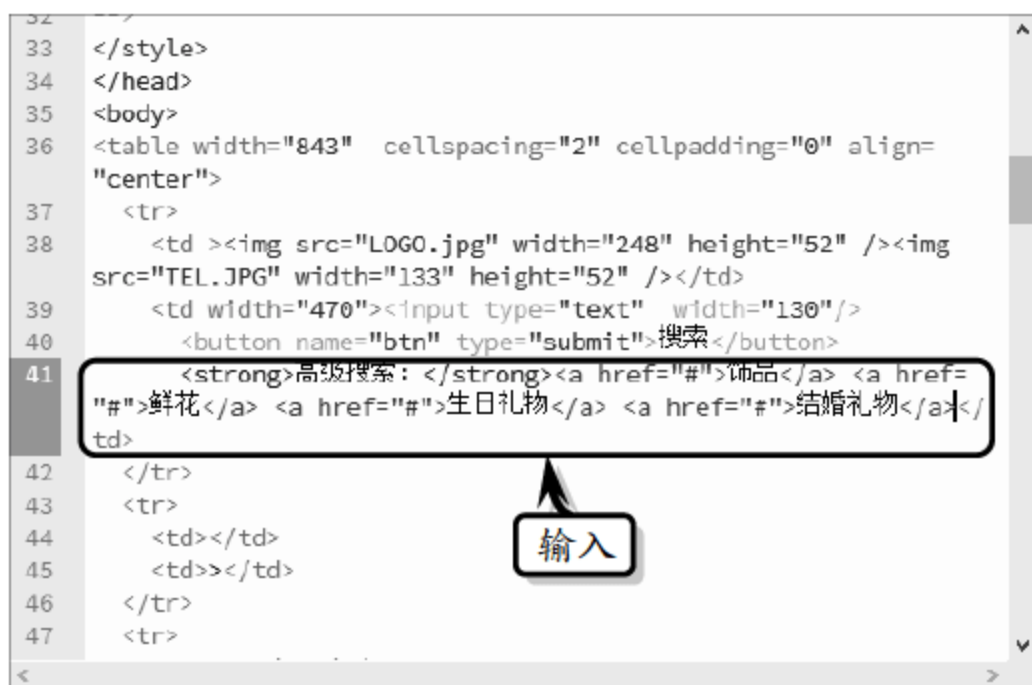 33 </style>
34 </head>
35 <body>
36 <table width="843"  cellspacing="2" cellpadding="0" align=
"center">
37 <tr>
38 <td ><img src="LOGO.jpg" width="248" height="52" /><img
src="TEL.JPG" width="133" height="52" /></td>
39 <td width="470"><input type="text"  width="130"/>
40 <button name="btn" type="submit">搜索</button>
41 <strong>高级搜索：</strong><a href="#">饰品</a> <a href=
"#">鲜花</a> <a href="#">生日礼物</a> <a href="#">结婚礼物</a></
td>
42 </tr>
43 <tr>
44 <td></td>
45 <td>></td>
46 </tr>
47 <tr>
输入